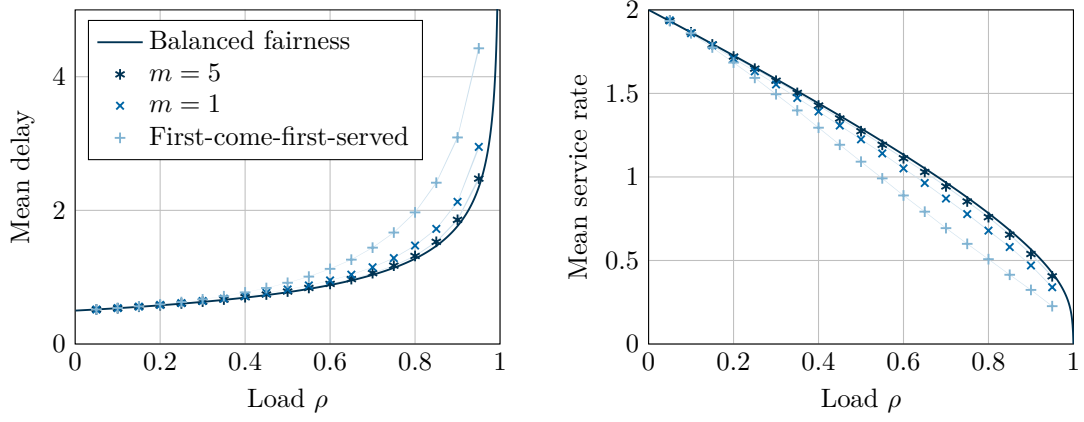 Mean delay
4
2
0
0
0.2
0.4
0.6
0.8
1
Load ρ
Balanced fairness
m = 5
m = 1
First-come-first-served
Mean service rate
2
1.5
1
0.5
0
0
0.2
0.4
0.6
0.8
1
Load ρ